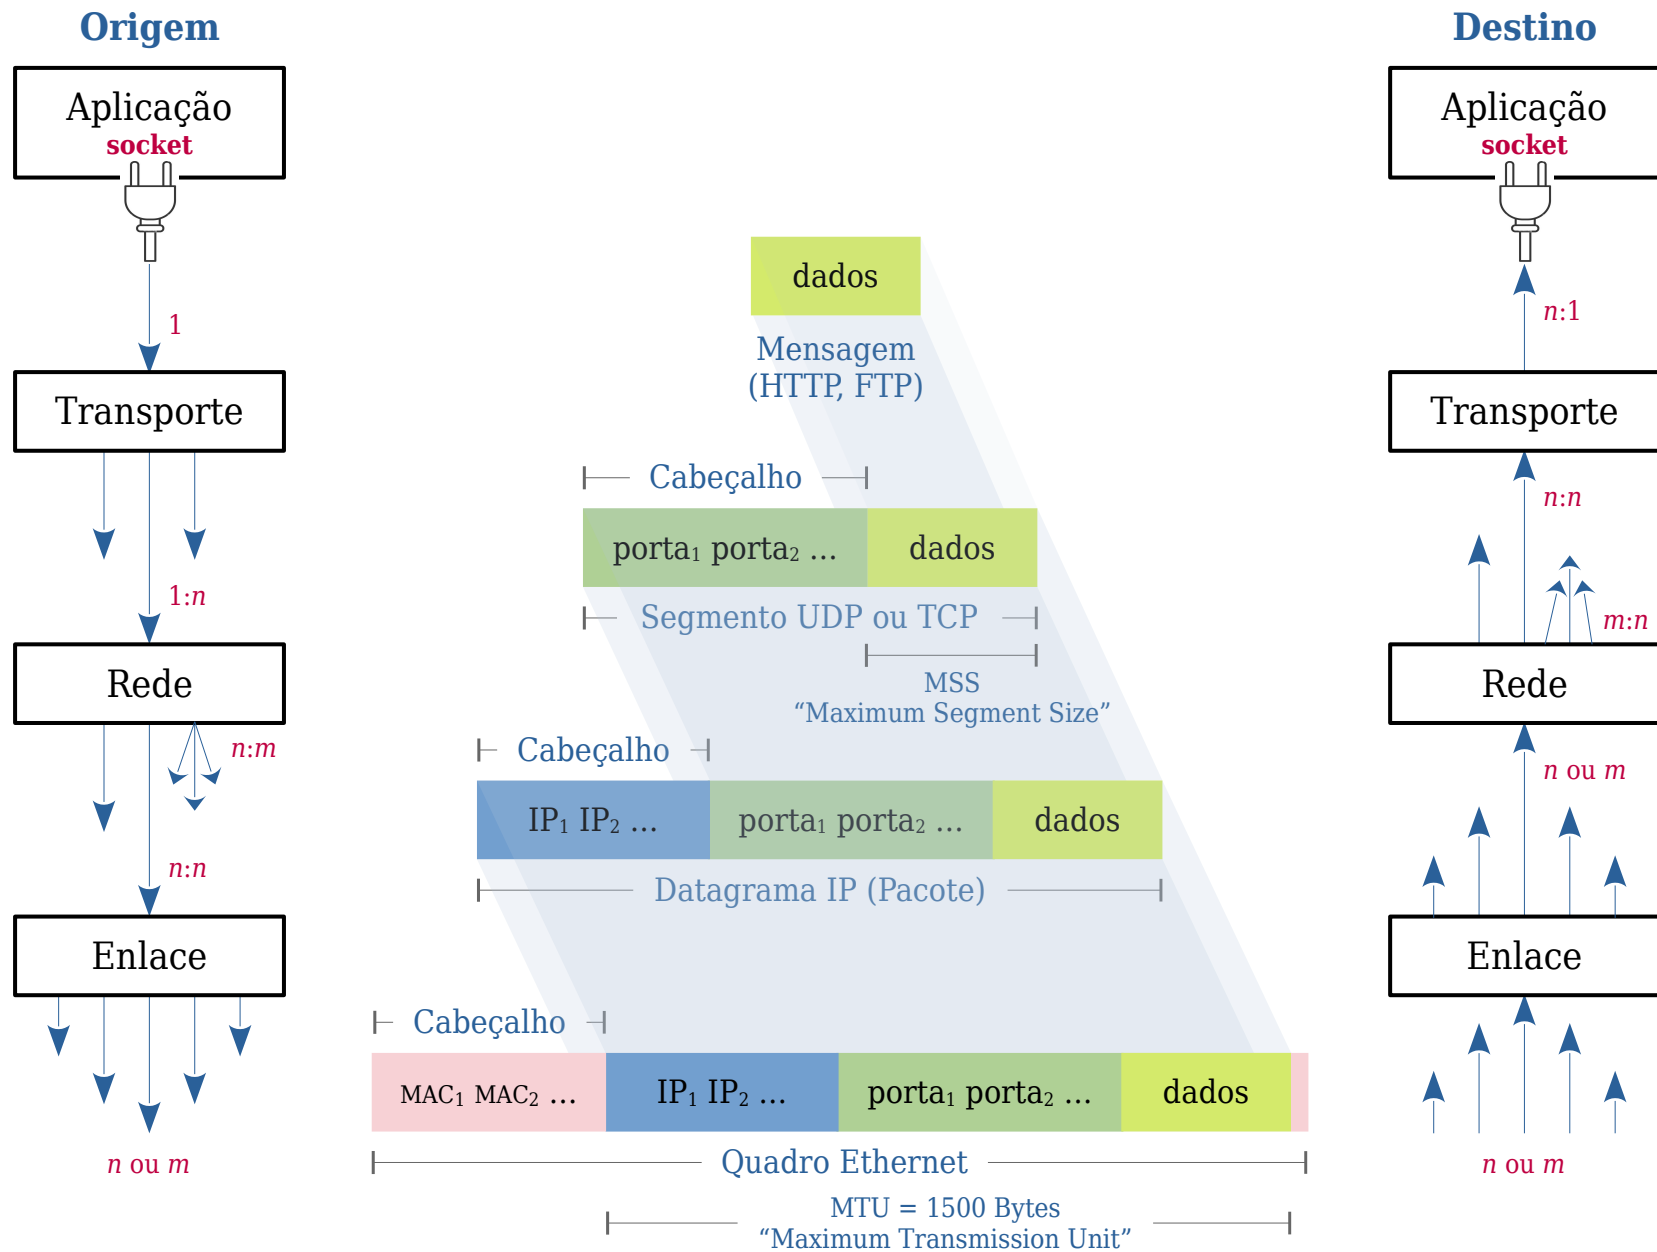 Origem
Aplicação
socket
1
Transporte
1:n
Rede
n:m
n:n
Enlace
n ou m
dados
Mensagem
(HTTP, FTP)
Cabeçalho
porta₁ porta₂ ...
dados
Segmento UDP ou TCP
MSS
“Maximum Segment Size”
Cabeçalho
IP₁ IP₂ ...
porta₁ porta₂ ...
dados
Datagrama IP (Pacote)
Cabeçalho
MAC₁ MAC₂ ...
IP₁ IP₂ ...
porta₁ porta₂ ...
dados
Quadro Ethernet
MTU = 1500 Bytes
“Maximum Transmission Unit”
Destino
Aplicação
socket
n:1
Transporte
n:n
m:n
Rede
n ou m
Enlace
n ou m